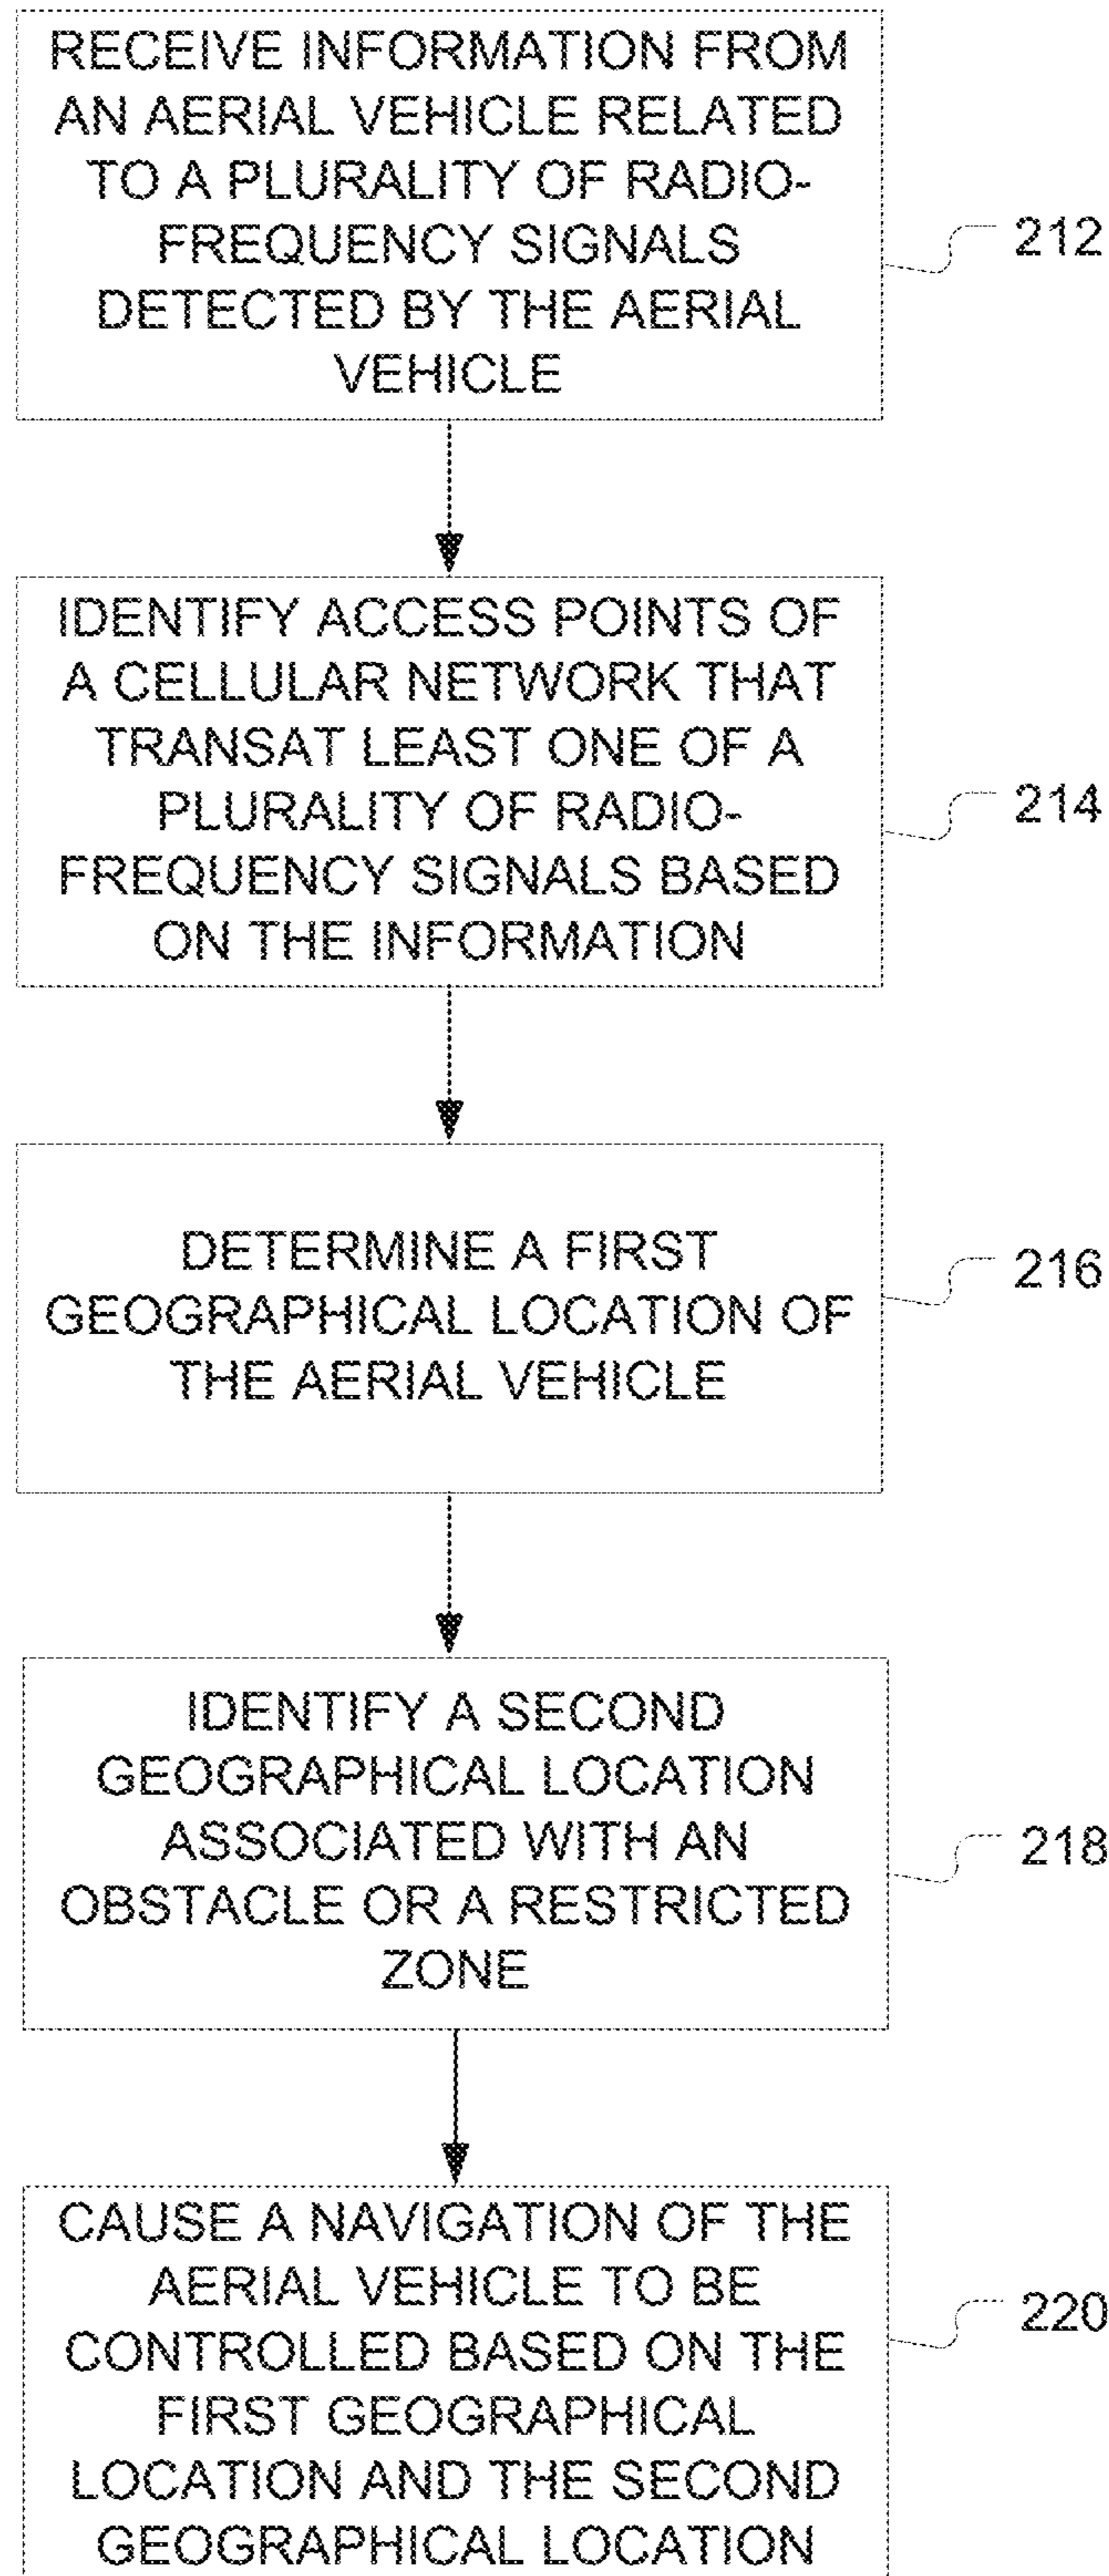 RECEIVE INFORMATION FROM
AN AERIAL VEHICLE RELATED
TO A PLURALITY OF RADIO-
FREQUENCY SIGNALS
DETECTED BY THE AERIAL
VEHICLE
212
IDENTIFY ACCESS POINTS OF
A CELLULAR NETWORK THAT
TRANSAT LEAST ONE OF A
PLURALITY OF RADIO-
FREQUENCY SIGNALS BASED
ON THE INFORMATION
214
DETERMINE A FIRST
GEOGRAPHICAL LOCATION OF
THE AERIAL VEHICLE
216
IDENTIFY A SECOND
GEOGRAPHICAL LOCATION
ASSOCIATED WITH AN
OBSTACLE OR A RESTRICTED
ZONE
218
CAUSE A NAVIGATION OF THE
AERIAL VEHICLE TO BE
CONTROLLED BASED ON THE
FIRST GEOGRAPHICAL
LOCATION AND THE SECOND
GEOGRAPHICAL LOCATION
220